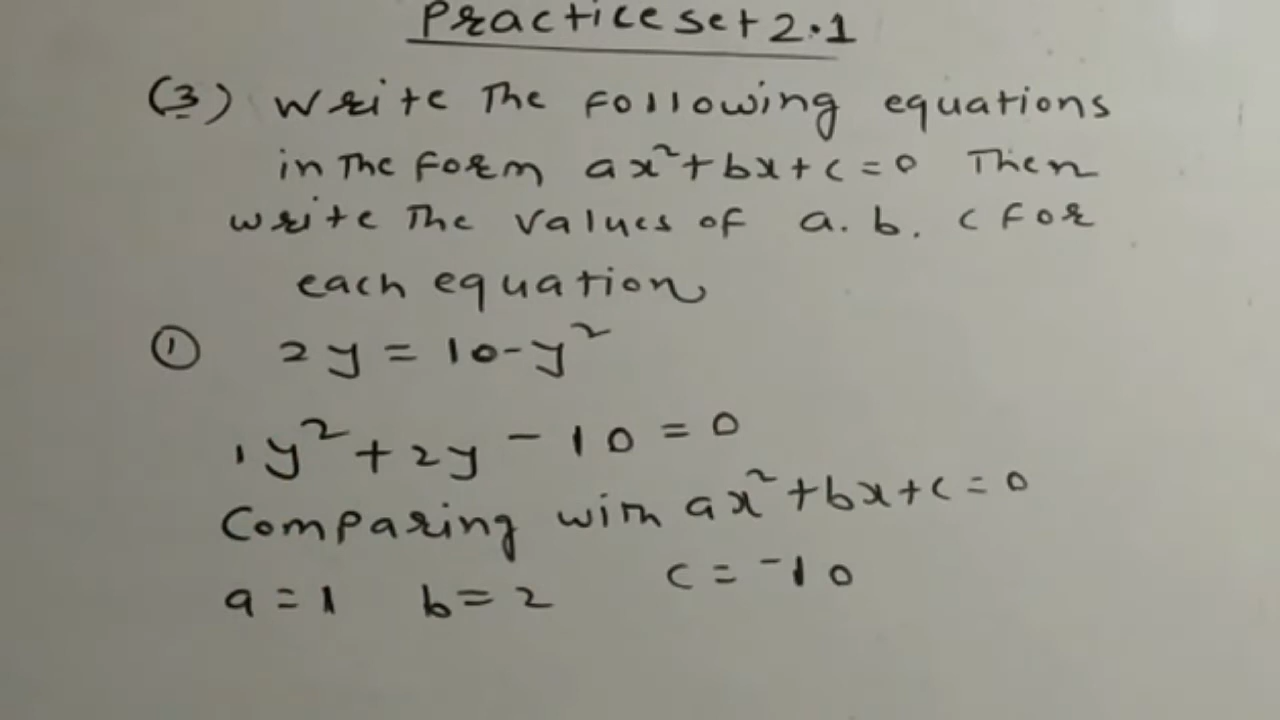 Practice set 2.1
(3) Write The following equations
in The form ax²+bx+c=0 Then
write The values of a. b. c for
each equation
① 2y=10-y²
1y²+2y-10=0
Comparing with ax²+bx+c=0
a=1 b=2 c=-10